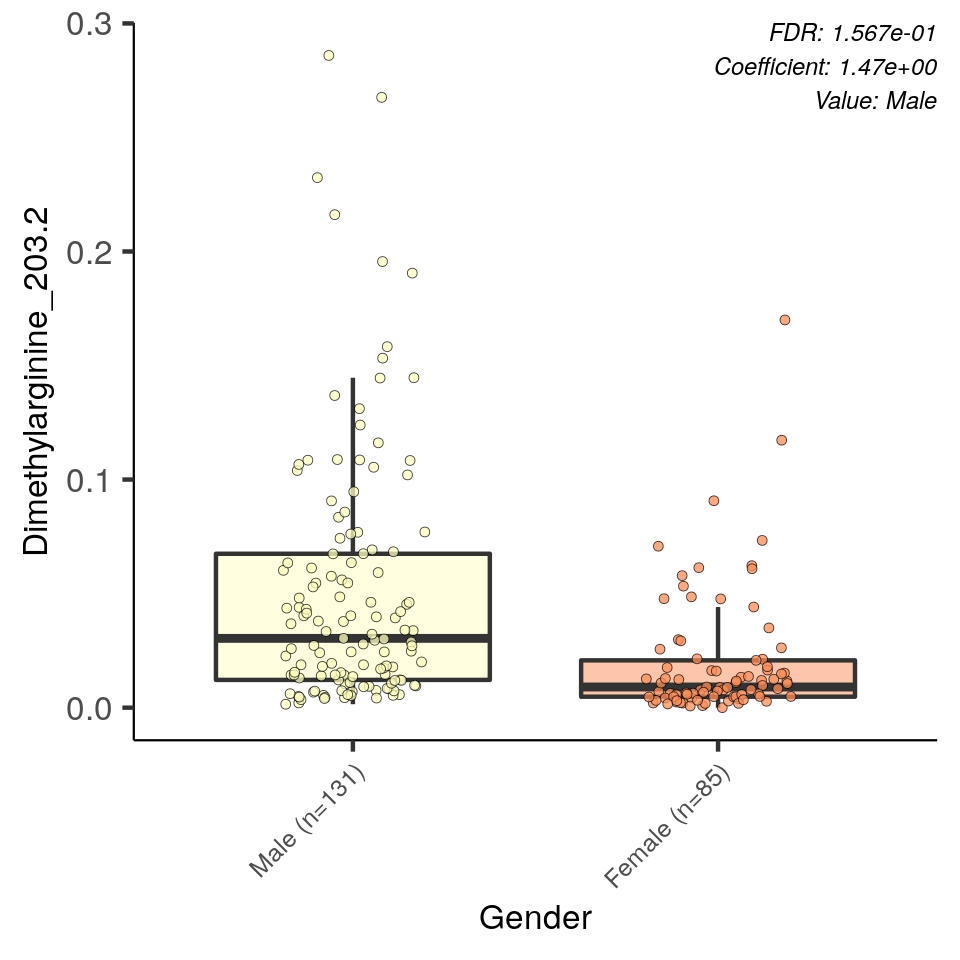 FDR: 1.567e-01
Coefficient: 1.47e+00
Value: Male
0.3
0.2
0.1
0.0
Dimethylarginine_203.2
Male (n=131)
Female (n=85)
Gender